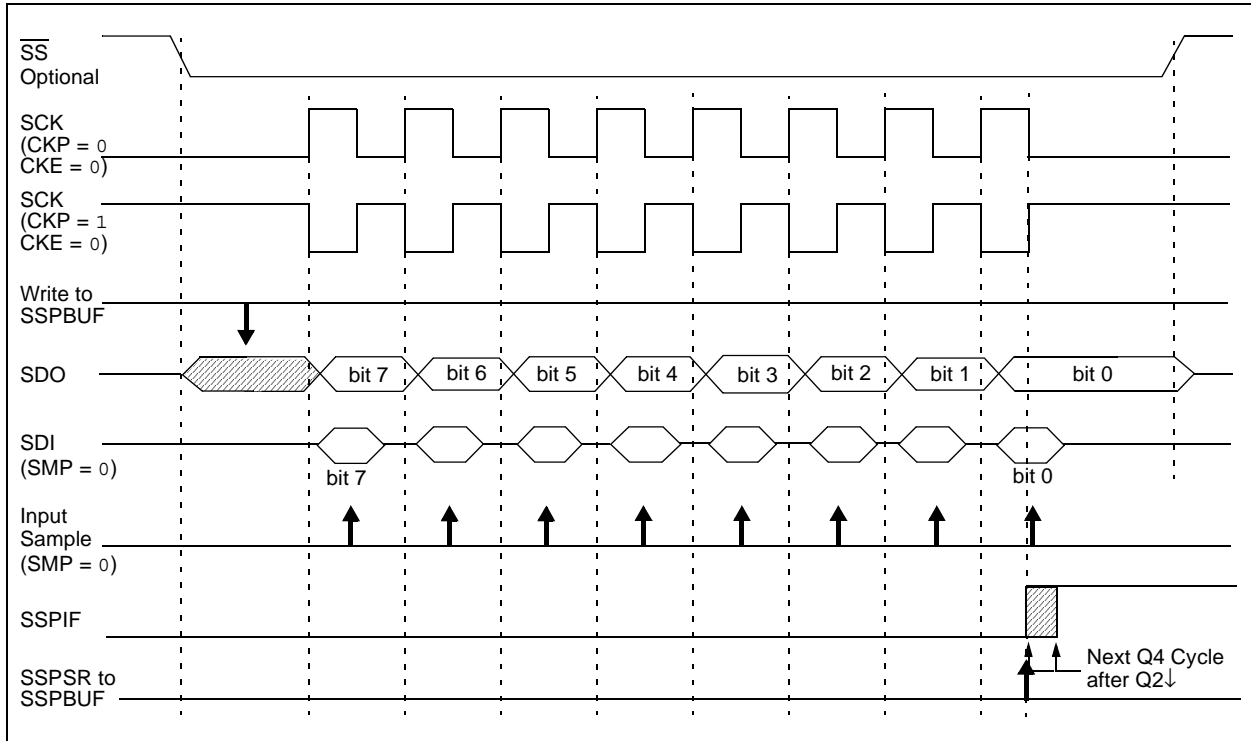 SS
Optional
SCK
(CKP = 0
CKE = 0)
SCK
(CKP = 1
CKE = 0)
Write to
SSPBUF
SDO
bit 7 bit 6 bit 5 bit 4 bit 3 bit 2 bit 1 bit 0
SDI
(SMP = 0)
bit 7 bit 0
Input
Sample
(SMP = 0)
SSPIF
Next Q4 Cycle
after Q2↓
SSPSR to
SSPBUF